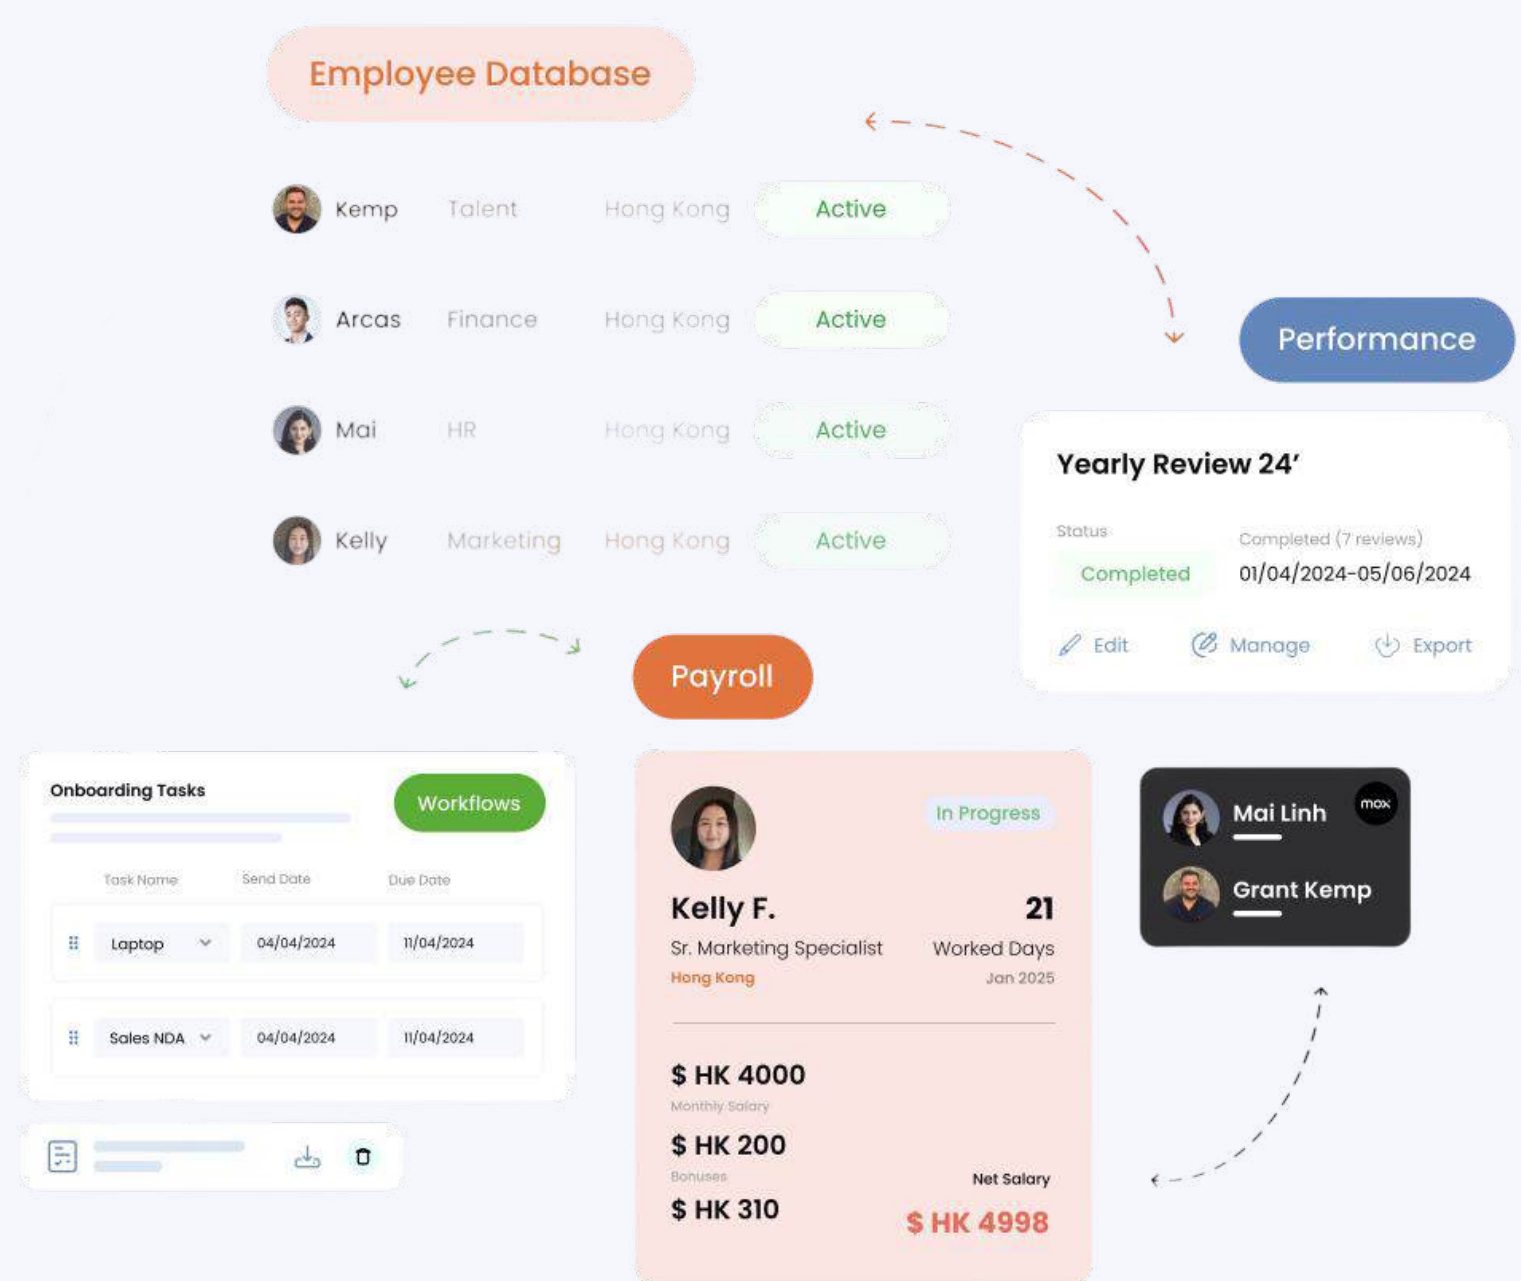 Employee Database
Kemp Talent Hong Kong Active
Arcas Finance Hong Kong Active
Mai HR Hong Kong Active
Kelly Marketing Hong Kong Active
Performance
Yearly Review 24’
Status
Completed
Completed (7 reviews)
01/04/2024-05/06/2024
Edit Manage Export
Payroll
Onboarding Tasks
Workflows
Task Name Send Date Due Date
Laptop 04/04/2024 11/04/2024
Sales NDA 04/04/2024 11/04/2024
In Progress
Kelly F. 21
Sr. Marketing Specialist Worked Days
Hong Kong Jan 2025
$ HK 4000
Monthly Salary
$ HK 200
Bonuses
$ HK 310
Net Salary
$ HK 4998
Mai Linh
mox
Grant Kemp